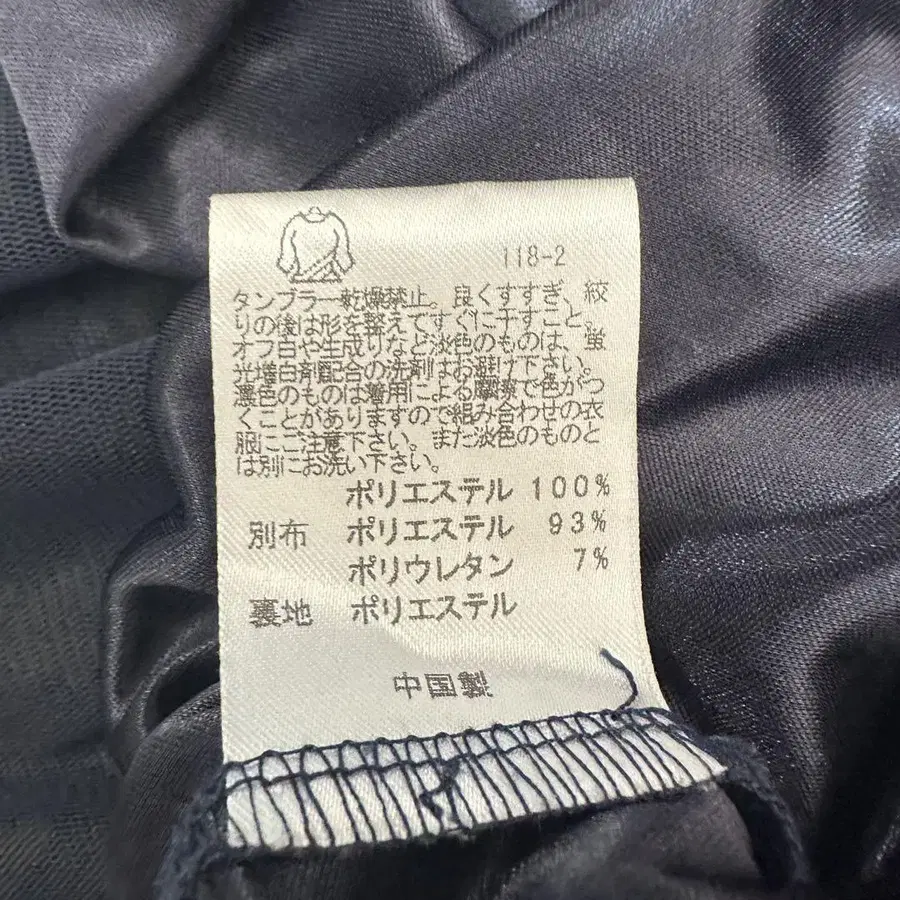 118-2
タンブラー乾燥禁止。良くすすぎ、絞
りの後は形を整えてすぐに干すこと。
オフ白や生成りなど淡色のものは、蛍
光増白剤配合の洗剤はお避け下さい。
濃色のものは着用による摩擦で色がつ
くことがありますので組み合わせの衣
服にご注意下さい。また淡色のものと
は別にお洗い下さい。
ポリエステル 100%
別布 ポリエステル 93%
ポリウレタン 7%
裏地 ポリエステル
中国製